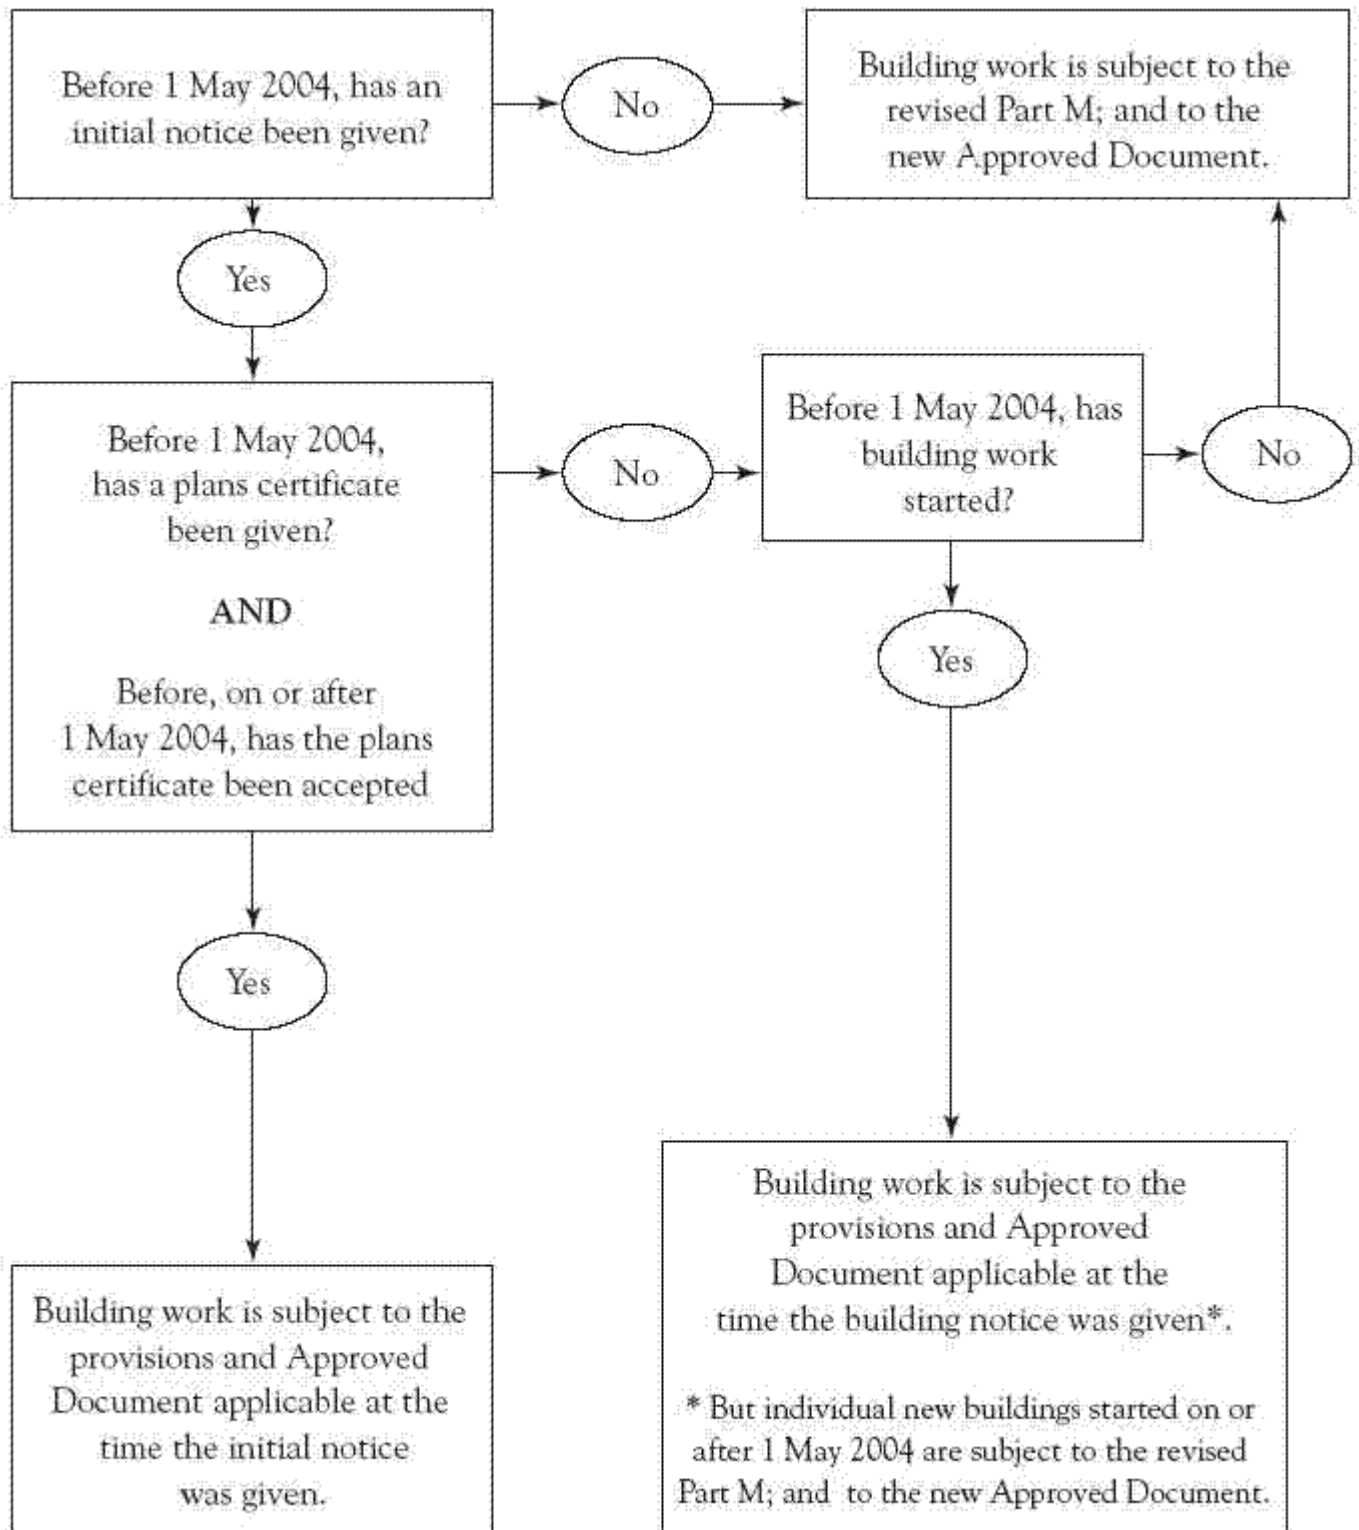 Before 1 May 2004, has an
initial notice been given?
No
Building work is subject to the
revised Part M; and to the
new Approved Document.
Yes
Before 1 May 2004,
has a plans certificate
been given?
AND
Before, on or after
1 May 2004, has the plans
certificate been accepted
No
Before 1 May 2004, has
building work
started?
No
Yes
Yes
Building work is subject to the
provisions and Approved
Document applicable at the
time the initial notice
was given.
Building work is subject to the
provisions and Approved
Document applicable at the
time the building notice was given*.
* But individual new buildings started on or
after 1 May 2004 are subject to the revised
Part M; and to the new Approved Document.